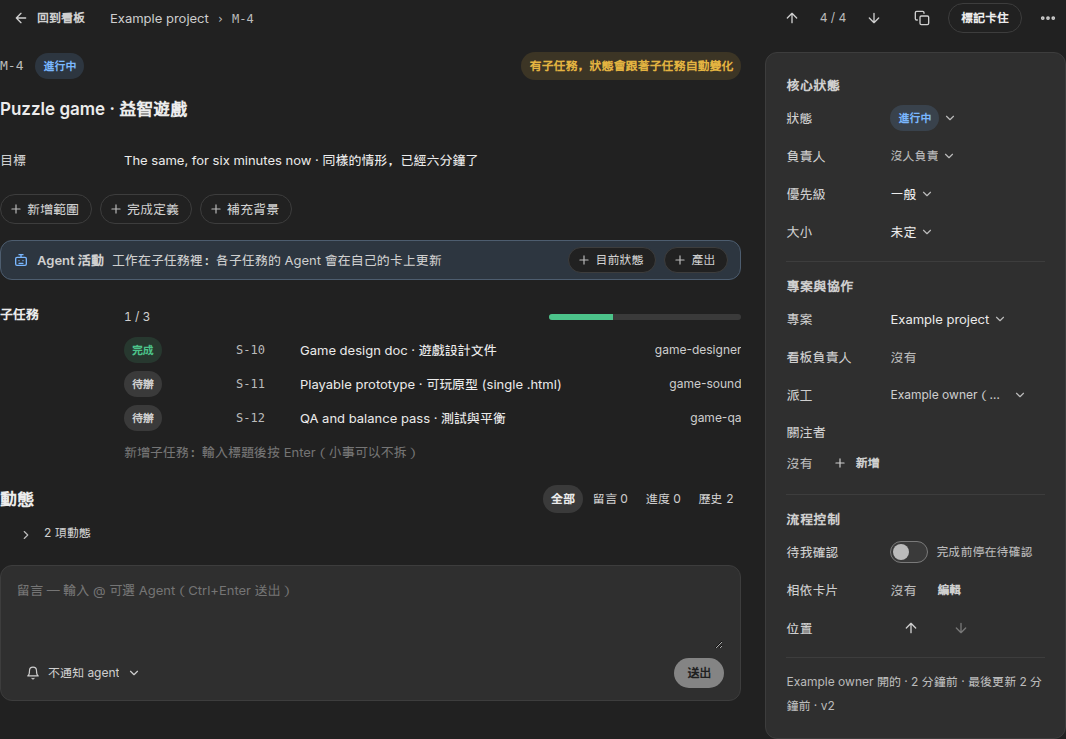 回到看板 Example project › M-4 4 / 4 標記卡住
M-4 進行中 有子任務，狀態會跟著子任務自動變化
Puzzle game · 益智遊戲
目標 The same, for six minutes now · 同樣的情形，已經六分鐘了
新增範圍 完成定義 補充背景
Agent 活動 工作在子任務裡：各子任務的 Agent 會在自己的卡上更新 目前狀態 產出
子任務 1 / 3
完成 S-10 Game design doc · 遊戲設計文件 game-designer
待辦 S-11 Playable prototype · 可玩原型 (single .html) game-sound
待辦 S-12 QA and balance pass · 測試與平衡 game-qa
新增子任務：輸入標題後按 Enter（小事可以不拆）
動態 全部 留言 0 進度 0 歷史 2
2 項動態
留言 — 輸入 @ 可選 Agent（Ctrl+Enter 送出）
不通知 agent 送出
核心狀態
狀態 進行中
負責人 沒人負責
優先級 一般
大小 未定
專案與協作
專案 Example project
看板負責人 沒有
派工 Example owner（...
關注者
沒有 新增
流程控制
待我確認 完成前停在待確認
相依卡片 沒有 編輯
位置
Example owner 開的 · 2 分鐘前 · 最後更新 2 分
鐘前 · v2